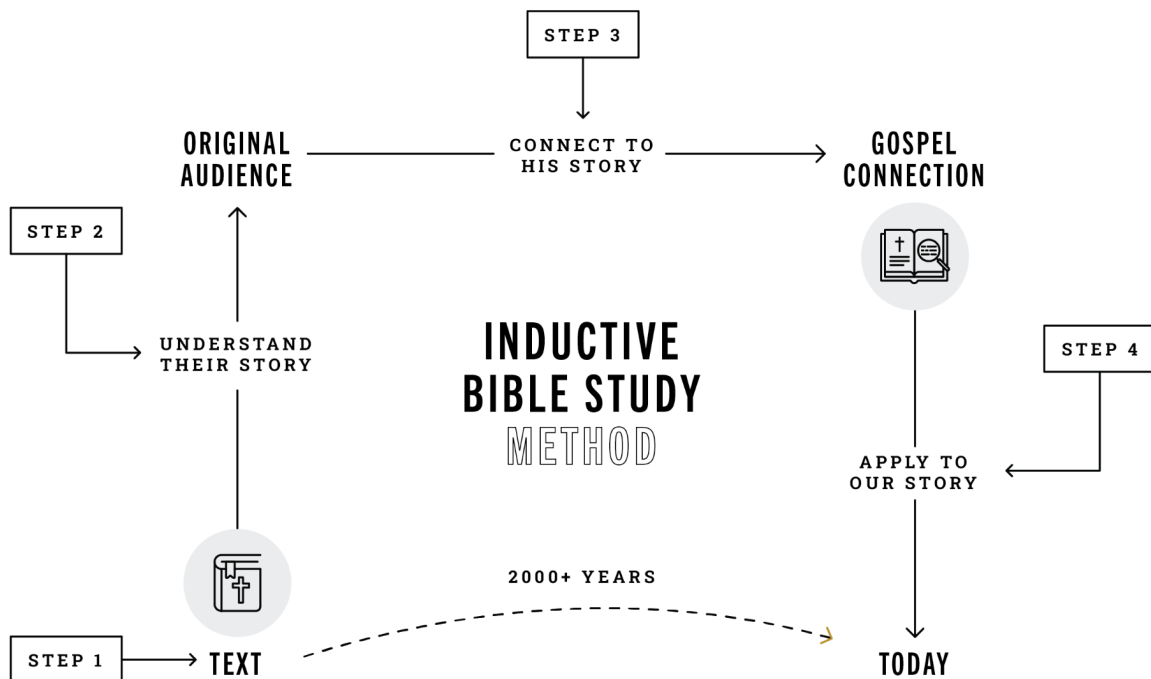 STEP 3
ORIGINAL
AUDIENCE
CONNECT TO
HIS STORY
GOSPEL
CONNECTION
STEP 2
UNDERSTAND
THEIR STORY
INDUCTIVE
BIBLE STUDY
METHOD
STEP 4
APPLY TO
OUR STORY
2000+ YEARS
STEP 1
TEXT
TODAY